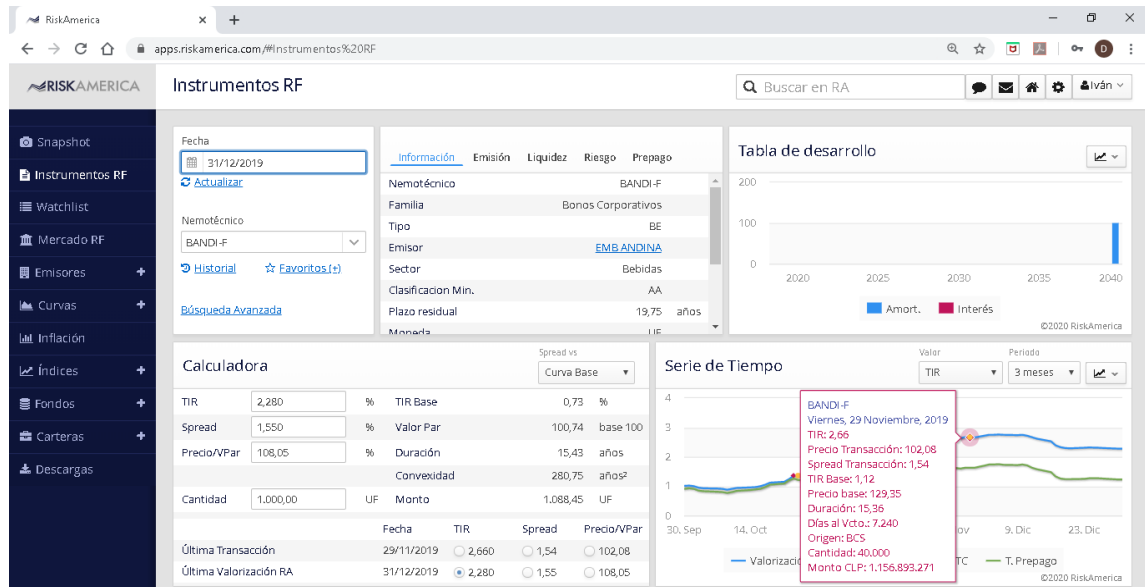 RiskAmerica
apps.riskamerica.com/#Instrumentos%20RF
D
RISKAMERICA
Instrumentos RF
Buscar en RA
Iván
Snapshot
Instrumentos RF
Watchlist
Mercado RF
Emisores +
Curvas +
Inflación
Índices +
Fondos +
Carteras +
Descargas
Fecha
31/12/2019
Actualizar
Nemotécnico
BANDI-F
Historial Favoritos (+)
Búsqueda Avanzada
Información Emisión Liquidez Riesgo Prepago
Nemotécnico BANDI-F
Familia Bonos Corporativos
Tipo BE
Emisor EMB ANDINA
Sector Bebidas
Clasificacion Min. AA
Plazo residual 19,75 años
Moneda UF
Tabla de desarrollo
200
100
0
2020 2025 2030 2035 2040
Amort. Interés
©2020 RiskAmerica
Calculadora
Spread vs
Curva Base
TIR 2,280 % TIR Base 0,73 %
Spread 1,550 % Valor Par 100,74 base 100
Precio/VPar 108,05 % Duración 15,43 años
Convexidad 280,75 años²
Cantidad 1.000,00 UF Monto 1.088,45 UF
Fecha TIR Spread Precio/VPar
Última Transacción 29/11/2019 2,660 1,54 102,08
Última Valorización RA 31/12/2019 2,280 1,55 108,05
Serie de Tiempo
Valor
TIR
Periodo
3 meses
4
3
2
1
0
30. Sep 14. Oct ov 9. Dic 23. Dic
BANDI-F
Viernes, 29 Noviembre, 2019
TIR: 2,66
Precio Transacción: 102,08
Spread Transacción: 1,54
TIR Base: 1,12
Precio base: 129,35
Duración: 15,36
Días al Vcto.: 7.240
Origen: BCS
Cantidad: 40.000
Monto CLP: 1.156.893.271
Valorizació TC T. Prepago
©2020 RiskAmerica